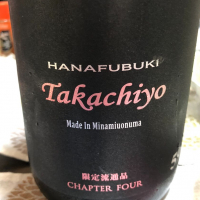 HANAFUBUKI
Takachiyo
Made In Minamiuonuma
限定流通品
CHAPTER FOUR